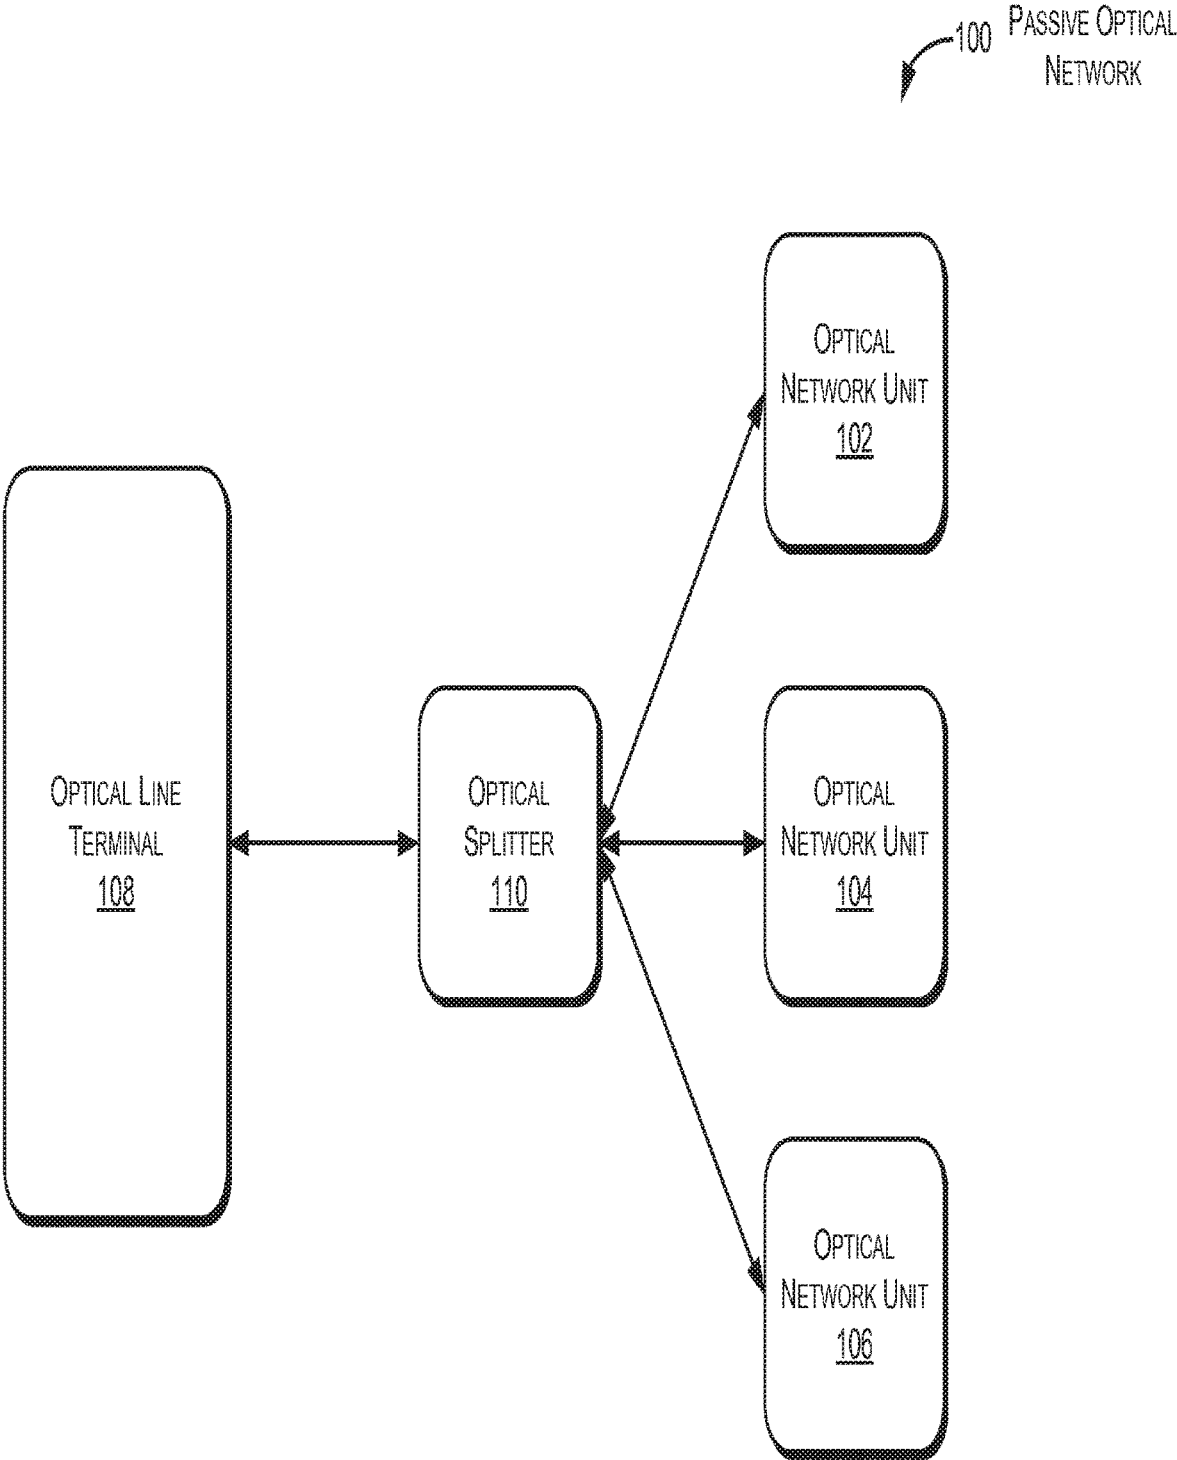 100 PASSIVE OPTICAL
NETWORK
OPTICAL
NETWORK UNIT
102
OPTICAL LINE
TERMINAL
108
OPTICAL
SPLITTER
110
OPTICAL
NETWORK UNIT
104
OPTICAL
NETWORK UNIT
106